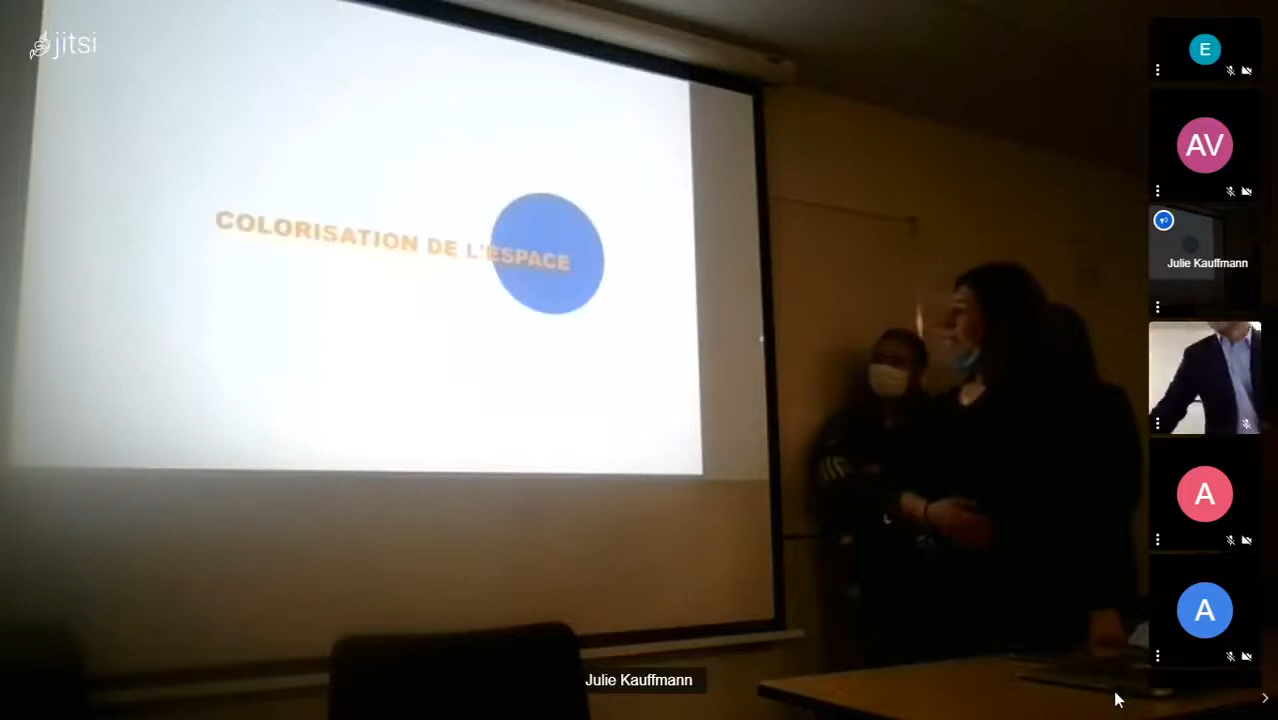 jitsi
COLORISATION DE L'ESPACE
E
AV
Julie Kauffmann
A
A
Julie Kauffmann